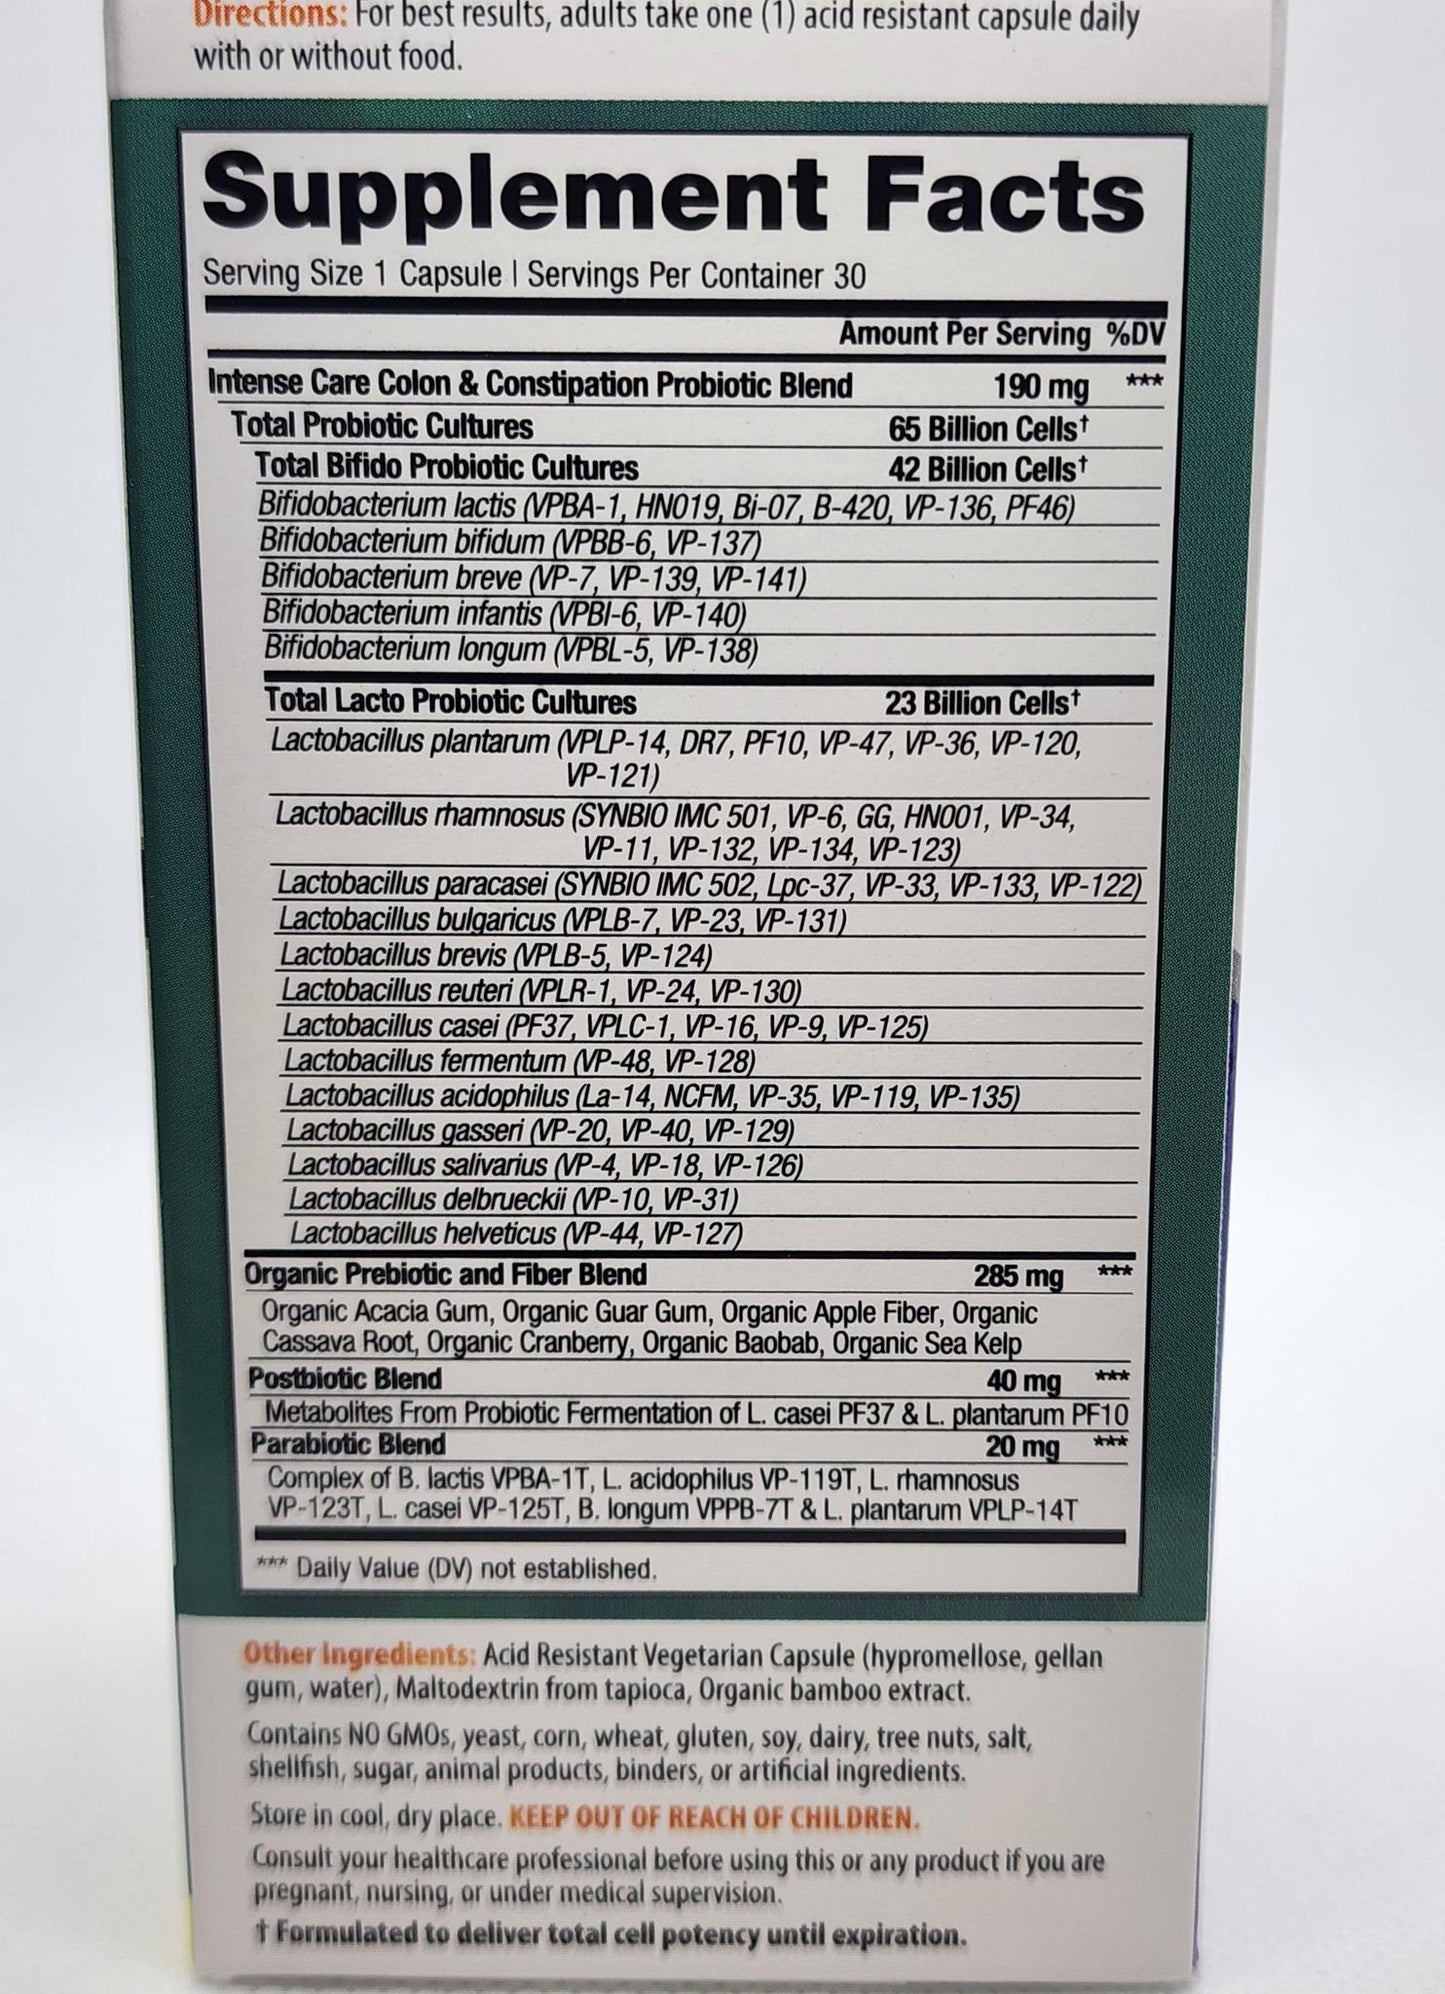 Directions: For best results, adults take one (1) acid resistant capsule daily
with or without food.
Supplement Facts
Serving Size 1 Capsule | Servings Per Container 30
Amount Per Serving %DV
Intense Care Colon & Constipation Probiotic Blend 190 mg ***
Total Probiotic Cultures 65 Billion Cells†
Total Bifido Probiotic Cultures 42 Billion Cells†
Bifidobacterium lactis (VPBA-1, HN019, Bi-07, B-420, VP-136, PF46)
Bifidobacterium bifidum (VPBB-6, VP-137)
Bifidobacterium breve (VP-7, VP-139, VP-141)
Bifidobacterium infantis (VPBI-6, VP-140)
Bifidobacterium longum (VPBL-5, VP-138)
Total Lacto Probiotic Cultures 23 Billion Cells†
Lactobacillus plantarum (VPLP-14, DR7, PF10, VP-47, VP-36, VP-120,
VP-121)
Lactobacillus rhamnosus (SYNBIO IMC 501, VP-6, GG, HN001, VP-34,
VP-11, VP-132, VP-134, VP-123)
Lactobacillus paracasei (SYNBIO IMC 502, Lpc-37, VP-33, VP-133, VP-122)
Lactobacillus bulgaricus (VPLB-7, VP-23, VP-131)
Lactobacillus brevis (VPLB-5, VP-124)
Lactobacillus reuteri (VPLR-1, VP-24, VP-130)
Lactobacillus casei (PF37, VPLC-1, VP-16, VP-9, VP-125)
Lactobacillus fermentum (VP-48, VP-128)
Lactobacillus acidophilus (La-14, NCFM, VP-35, VP-119, VP-135)
Lactobacillus gasseri (VP-20, VP-40, VP-129)
Lactobacillus salivarius (VP-4, VP-18, VP-126)
Lactobacillus delbrueckii (VP-10, VP-31)
Lactobacillus helveticus (VP-44, VP-127)
Organic Prebiotic and Fiber Blend 285 mg ***
Organic Acacia Gum, Organic Guar Gum, Organic Apple Fiber, Organic
Cassava Root, Organic Cranberry, Organic Baobab, Organic Sea Kelp
Postbiotic Blend 40 mg ***
Metabolites From Probiotic Fermentation of L. casei PF37 & L. plantarum PF10
Parabiotic Blend 20 mg ***
Complex of B. lactis VPBA-1T, L. acidophilus VP-119T, L. rhamnosus
VP-123T, L. casei VP-125T, B. longum VPPB-7T & L. plantarum VPLP-14T
*** Daily Value (DV) not established.
Other Ingredients: Acid Resistant Vegetarian Capsule (hypromellose, gellan
gum, water), Maltodextrin from tapioca, Organic bamboo extract.
Contains NO GMOs, yeast, corn, wheat, gluten, soy, dairy, tree nuts, salt,
shellfish, sugar, animal products, binders, or artificial ingredients.
Store in cool, dry place. KEEP OUT OF REACH OF CHILDREN.
Consult your healthcare professional before using this or any product if you are
pregnant, nursing, or under medical supervision.
† Formulated to deliver total cell potency until expiration.